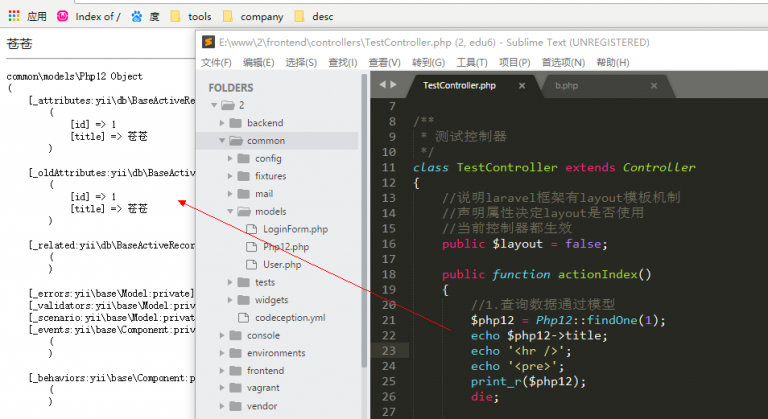 应用 Index of / 度 tools company desc
苍苍
common\models\Php12 Object
(
[_attributes:yii\db\BaseActiveRe
(
[id] => 1
[title] => 苍苍
)
[_oldAttributes:yii\db\BaseActiv
(
[id] => 1
[title] => 苍苍
)
[_related:yii\db\BaseActiveRecor
(
)
[_errors:yii\base\Model:private]
[_validators:yii\base\Model:priva
[_scenario:yii\base\Model:privat
[_events:yii\base\Component:priv
(
)
[_behaviors:yii\base\Component:p
(
)
E:\www\2\frontend\controllers\TestController.php (2, edu6) - Sublime Text (UNREGISTERED)
文件(F) 编辑(E) 选择(S) 查找(I) 查看(V) 转到(G) 工具(T) 项目(P) 首选项(N) 帮助(H)
FOLDERS
2
backend
common
config
fixtures
mail
models
LoginForm.php
Php12.php
User.php
tests
widgets
codeception.yml
console
environments
frontend
vagrant
vendor
TestController.php × b.php ×
7
8 /**
9 * 测试控制器
10 */
11 class TestController extends Controller
12 {
13 //说明laravel框架有layout模板机制
14 //声明属性决定layout是否使用
15 //当前控制器都生效
16 public $layout = false;
17
18 public function actionIndex()
19 {
20 //1.查询数据通过模型
21 $php12 = Php12::findOne(1);
22 echo $php12->title;
23 echo '<hr />';
24 echo '<pre>';
25 print_r($php12);
26 die;
27